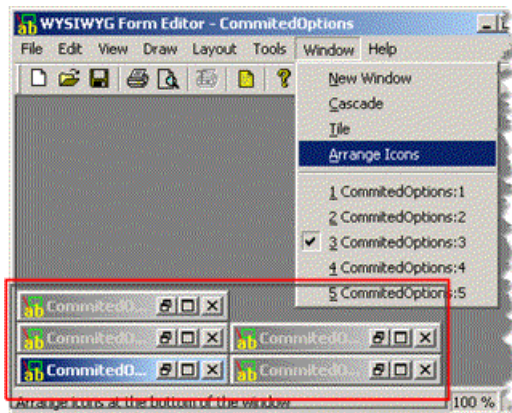 WYSIWYG Form Editor - CommitedOptions
File Edit View Draw Layout Tools Window Help
New Window
Cascade
Tile
Arrange Icons
1 CommitedOptions:1
2 CommitedOptions:2
3 CommitedOptions:3
4 CommitedOptions:4
5 CommitedOptions:5
CommitedO...
CommitedO... CommitedO...
CommitedO... CommitedO...
Arrange icons at the bottom of the window 100 %